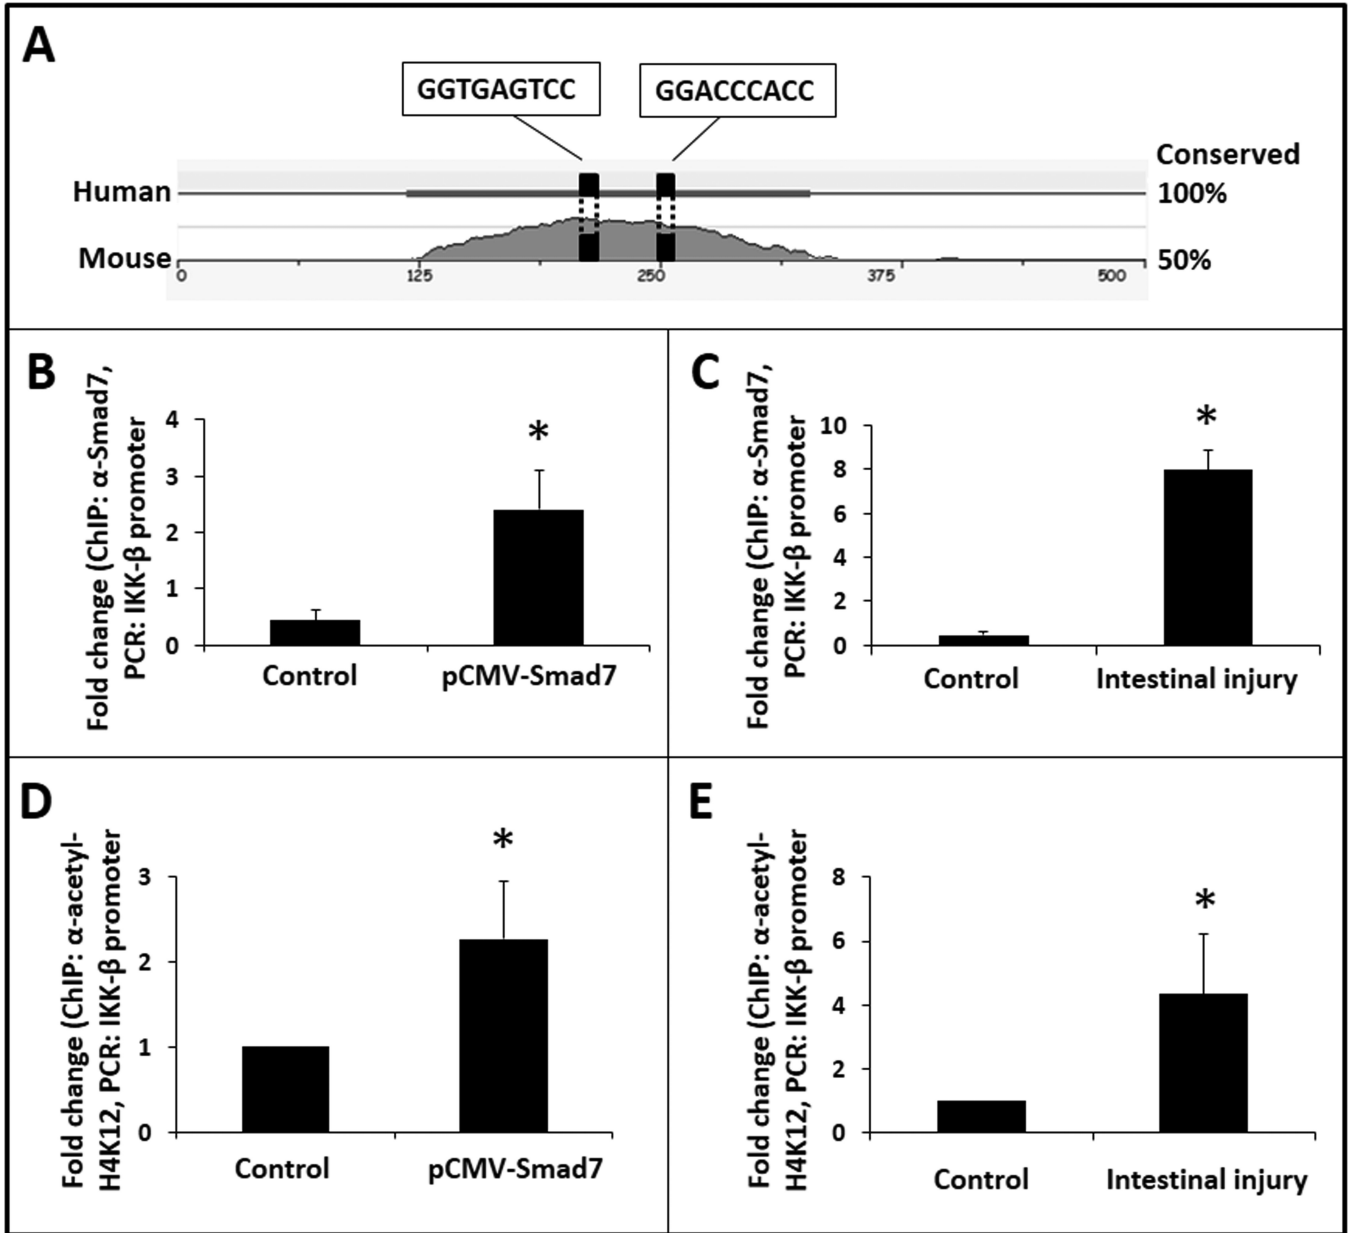 A
GGTGAGTCC
GGACCCACC
Conserved
Human
100%
Mouse
50%
0 125 250 375 500
B
Fold change (ChIP: α-Smad7,
PCR: IKK-β promoter
4
3
2
1
0
*
Control pCMV-Smad7
C
Fold change (ChIP: α-Smad7,
PCR: IKK-β promoter
10
8
6
4
2
0
*
Control Intestinal injury
D
Fold change (ChIP: α-acetyl-
H4K12, PCR: IKK-β promoter
3
2
1
0
*
Control pCMV-Smad7
E
Fold change (ChIP: α-acetyl-
H4K12, PCR: IKK-β promoter
8
6
4
2
0
*
Control Intestinal injury